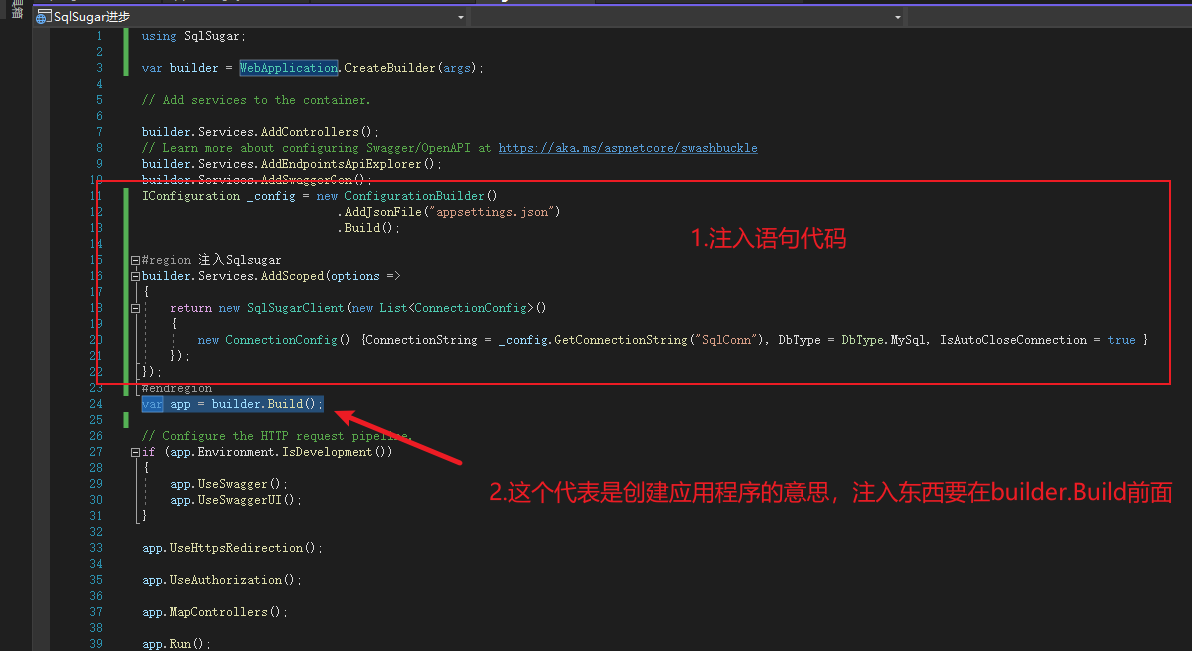 SqlSugar进步
1 using SqlSugar;
2
3 var builder = WebApplication.CreateBuilder(args);
4
5 // Add services to the container.
6
7 builder.Services.AddControllers();
8 // Learn more about configuring Swagger/OpenAPI at https://aka.ms/aspnetcore/swashbuckle
9 builder.Services.AddEndpointsApiExplorer();
10 builder.Services.AddSwaggerGen();
11 IConfiguration _config = new ConfigurationBuilder()
12 .AddJsonFile("appsettings.json")
13 .Build();
1.注入语句代码
14
15 #region 注入Sqlsugar
16 builder.Services.AddScoped(options =>
17 {
18 return new SqlSugarClient(new List<ConnectionConfig>()
19 {
20 new ConnectionConfig() {ConnectionString = _config.GetConnectionString("SqlConn"), DbType = DbType.MySql, IsAutoCloseConnection = true }
21 });
22 });
23 #endregion
24 var app = builder.Build();
25
26 // Configure the HTTP request pipeline.
27 if (app.Environment.IsDevelopment())
28 {
29 app.UseSwagger();
2.这个代表是创建应用程序的意思，注入东西要在builder.Build前面
30 app.UseSwaggerUI();
31 }
32
33 app.UseHttpsRedirection();
34
35 app.UseAuthorization();
36
37 app.MapControllers();
38
39 app.Run();